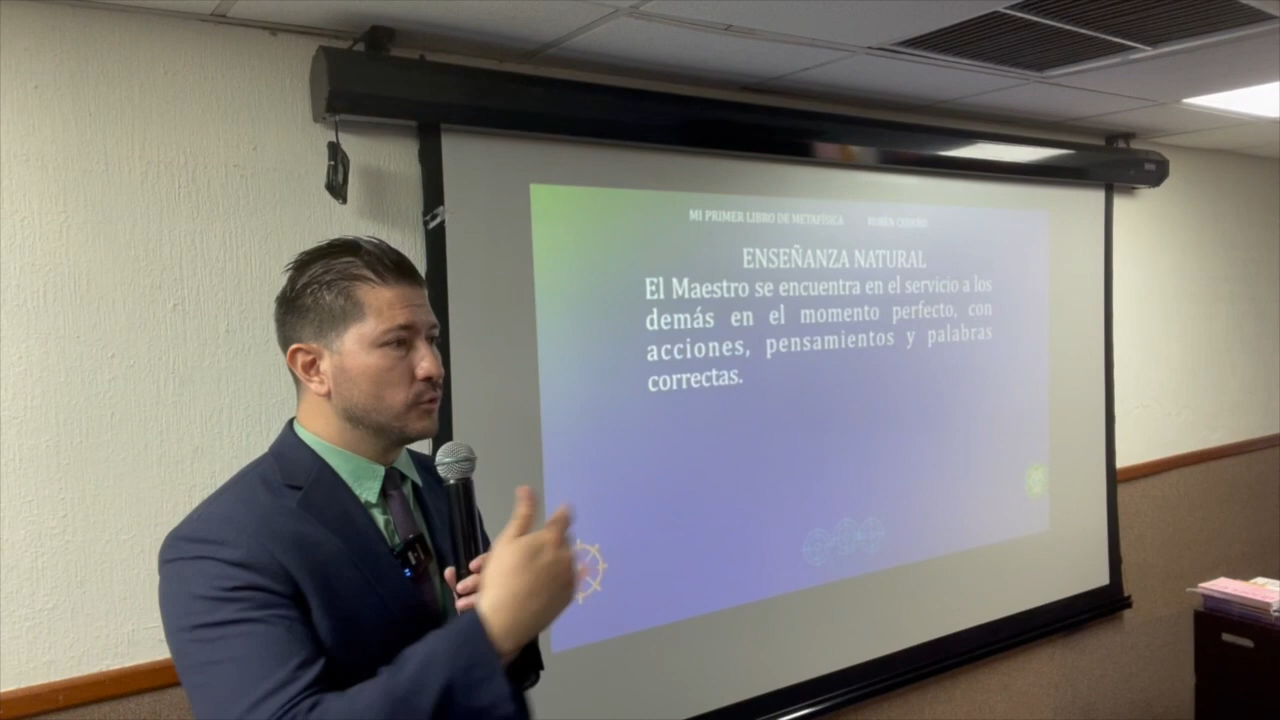 MI PRIMER LIBRO DE METAFÍSICA RUBÉN CEDEÑO
ENSEÑANZA NATURAL
El Maestro se encuentra en el servicio a los
demás en el momento perfecto, con
acciones, pensamientos y palabras
correctas.